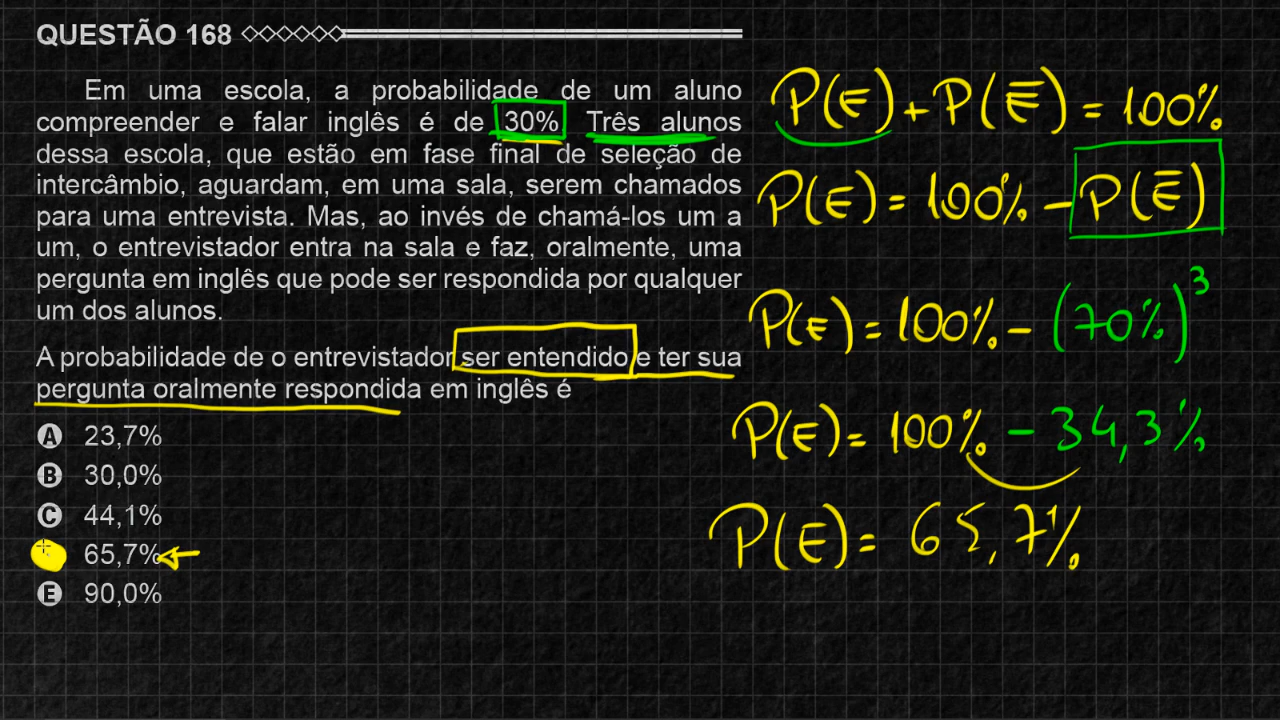 QUESTÃO 168
Em uma escola, a probabilidade de um aluno
compreender e falar inglês é de 30% Três alunos
dessa escola, que estão em fase final de seleção de
intercâmbio, aguardam, em uma sala, serem chamados
para uma entrevista. Mas, ao invés de chamá-los um a
um, o entrevistador entra na sala e faz, oralmente, uma
pergunta em inglês que pode ser respondida por qualquer
um dos alunos.
A probabilidade de o entrevistador ser entendido e ter sua
pergunta oralmente respondida em inglês é
A 23,7%
B 30,0%
C 44,1%
65,7%
E 90,0%
P(E) + P(E̅) = 100%
P(E) = 100% - P(E̅)
P(E) = 100% - (70%)³
P(E) = 100% - 34,3%
P(E) = 65,7%